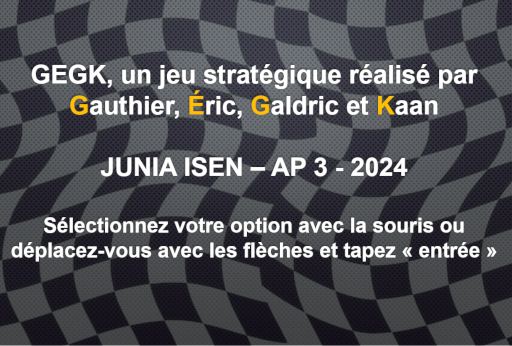 GEGK, un jeu stratégique réalisé par
Gauthier, Éric, Galdric et Kaan
JUNIA ISEN – AP 3 - 2024
Sélectionnez votre option avec la souris ou
déplacez-vous avec les flèches et tapez « entrée »